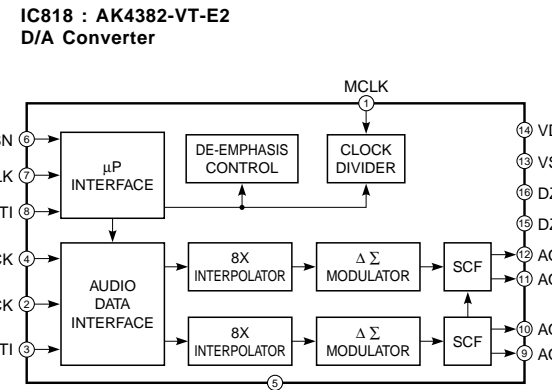 IC818 : AK4382-VT-E2
D/A Converter
MCLK
1
6
7
8
4
2
3
µP
INTERFACE
DE-EMPHASIS
CONTROL
CLOCK
DIVIDER
AUDIO
DATA
INTERFACE
8X
INTERPOLATOR
ΔΣ
MODULATOR
SCF
8X
INTERPOLATOR
ΔΣ
MODULATOR
SCF
14
13
16
15
12
11
10
9
5